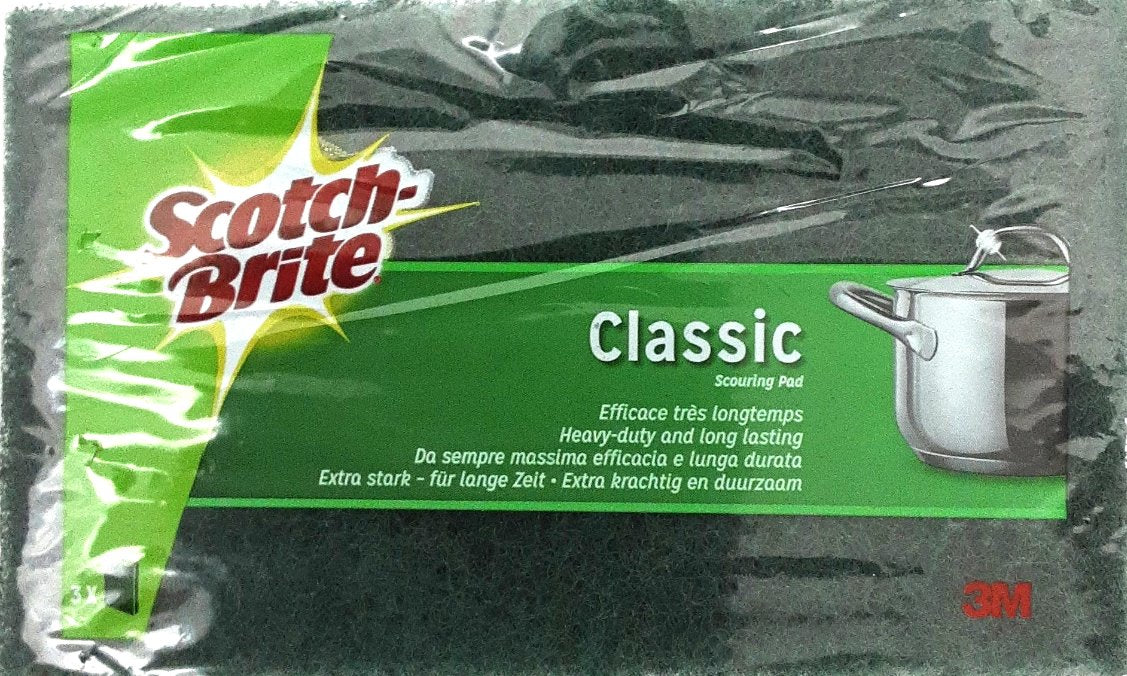 Scotch-
Brite
Classic
Scouring Pad
Efficace très longtemps
Heavy-duty and long lasting
Da sempre massima efficacia e lunga durata
Extra stark - für lange Zeit • Extra krachtig en duurzaam
3 x
3M